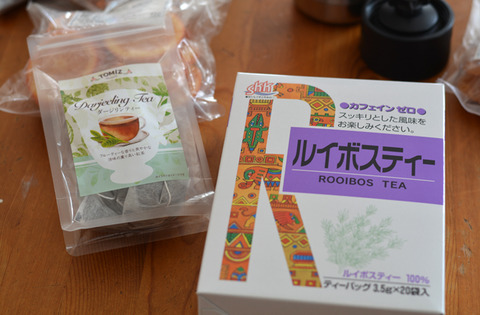 TOMIZ
Darjeeling Tea
ダージリンティー
shhr
カフェインゼロ
スッキリとした風味を
お楽しみください。
ルイボスティー
ROOIBOS TEA
ルイボスティー 100%
ティーバッグ 3.5g×20袋入